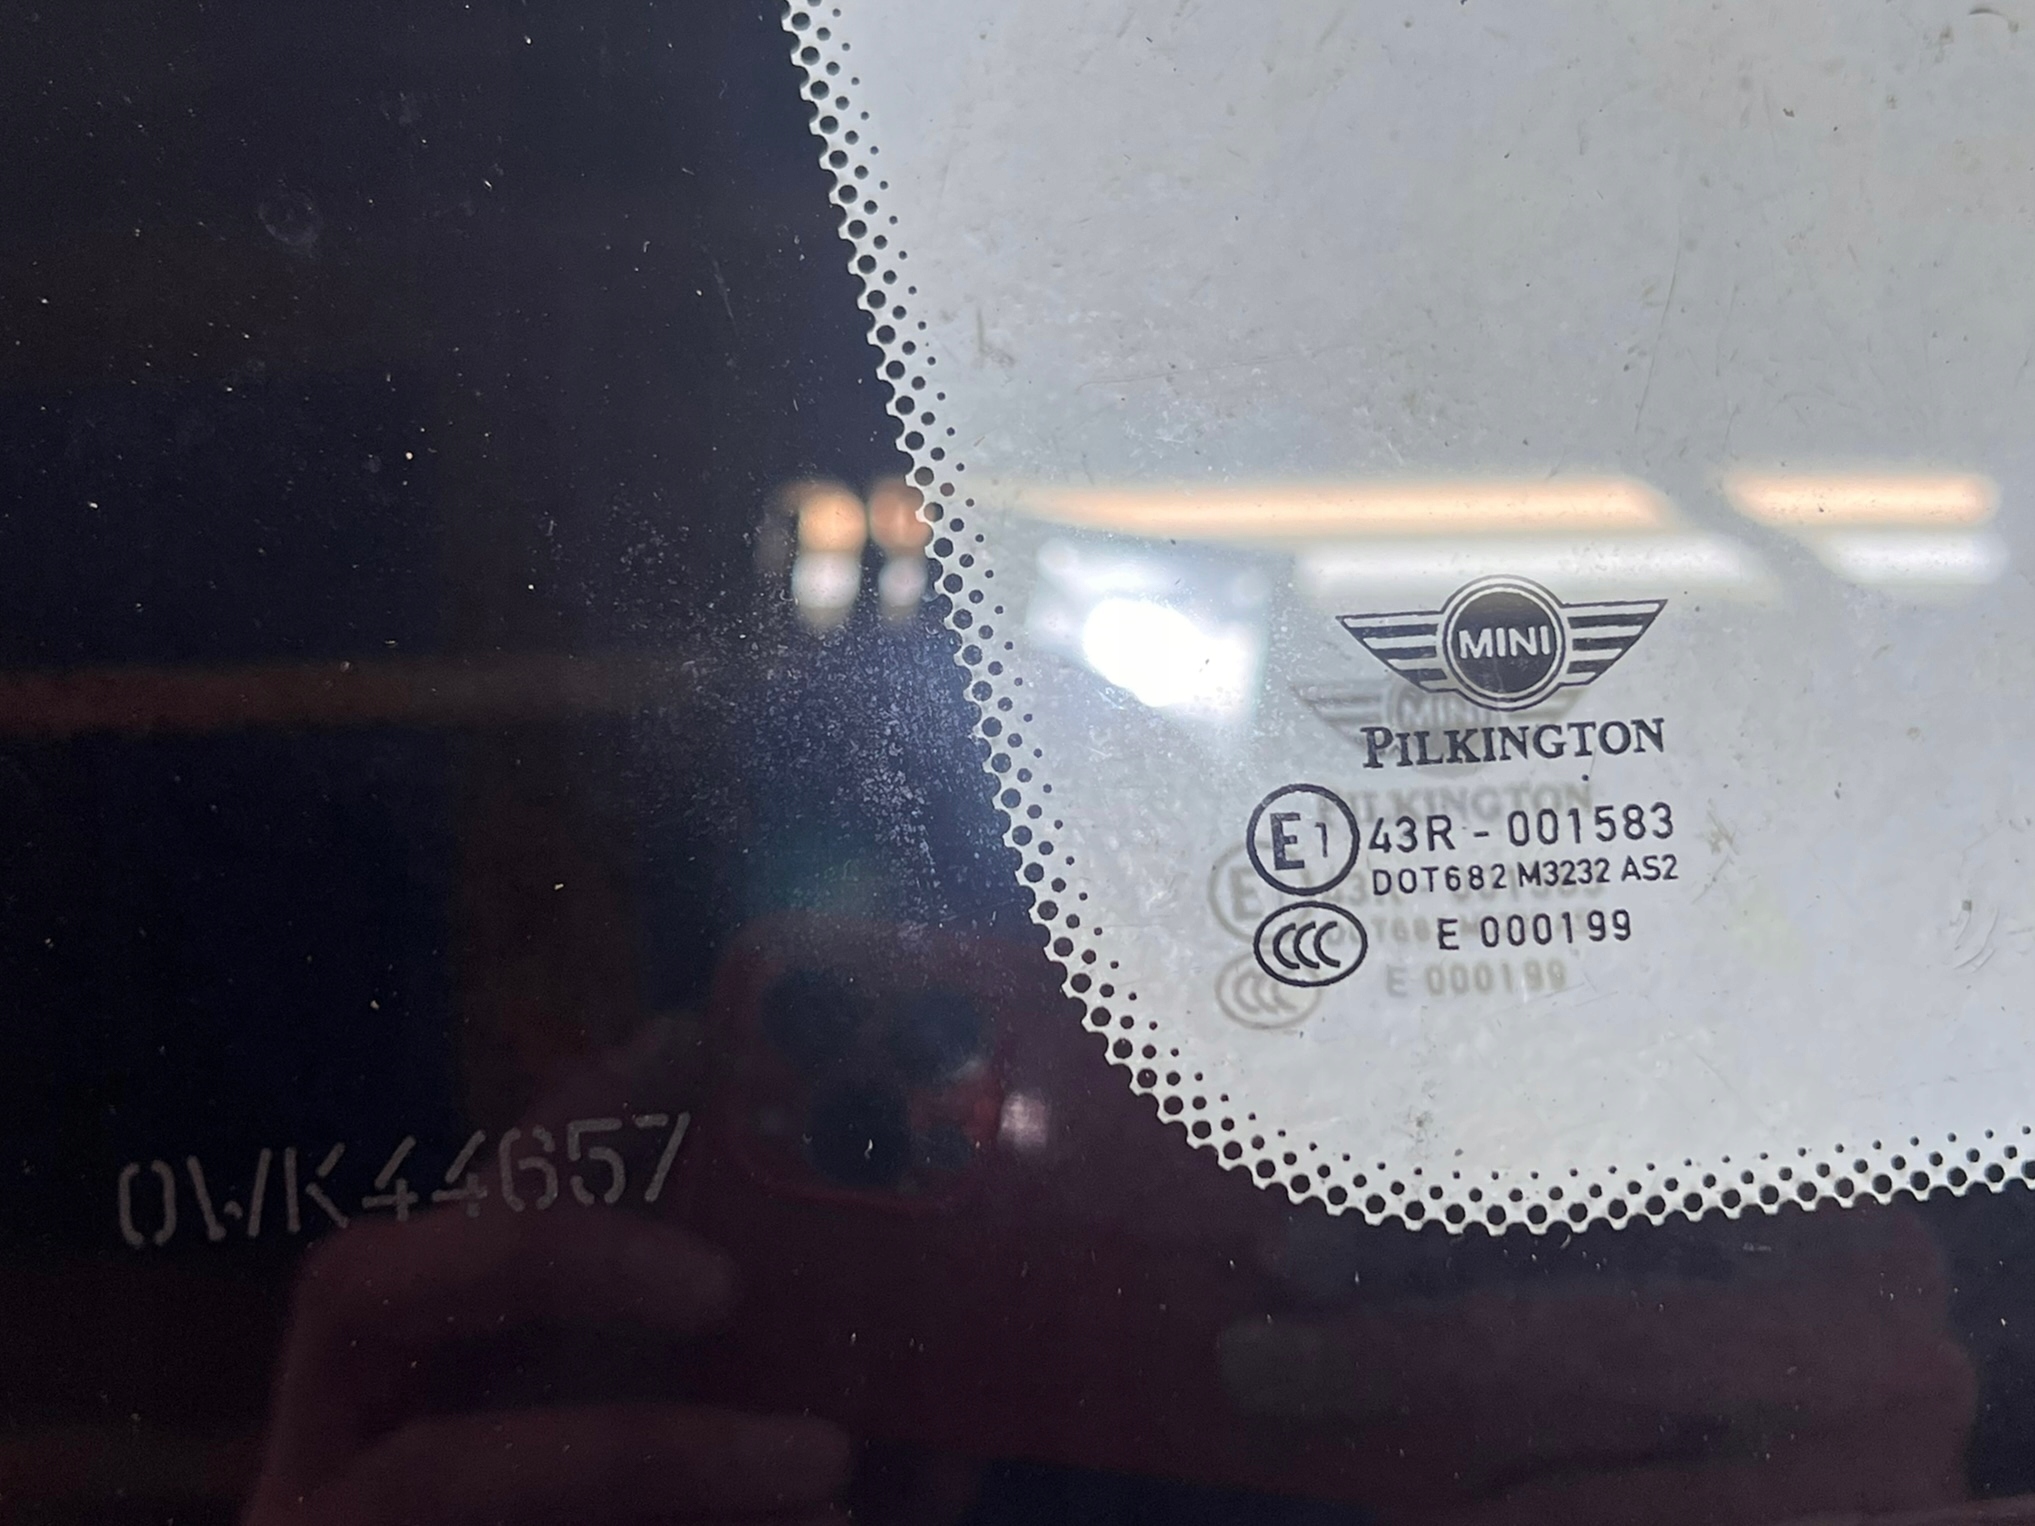 MINI
PILKINGTON
E1 43R - 001583
DOT682 M3232 AS2
CCC E 000199
0WK44657